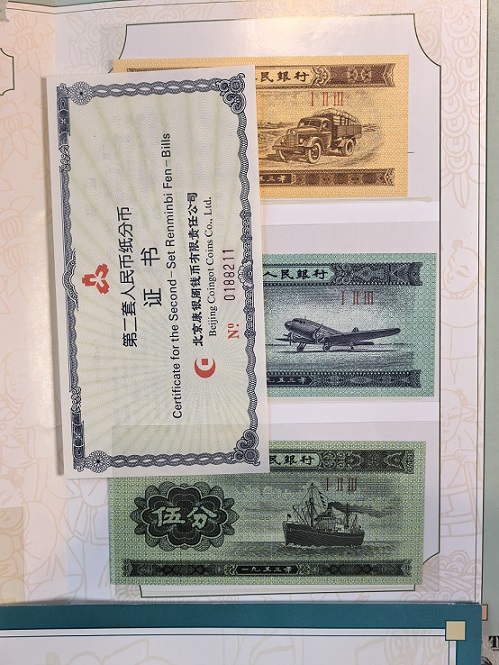 第二套人民币纸分币
证书
Certificate for the Second-Set Renminbi Fen-Bills
北京康银阁钱币有限责任公司
Beijing Coingot Coins Co., Ltd.
Nº 0188211
民银行
I II III
五三年
人民银行
I II III
一九五三年
民银行
I II III
伍分
一九五三年